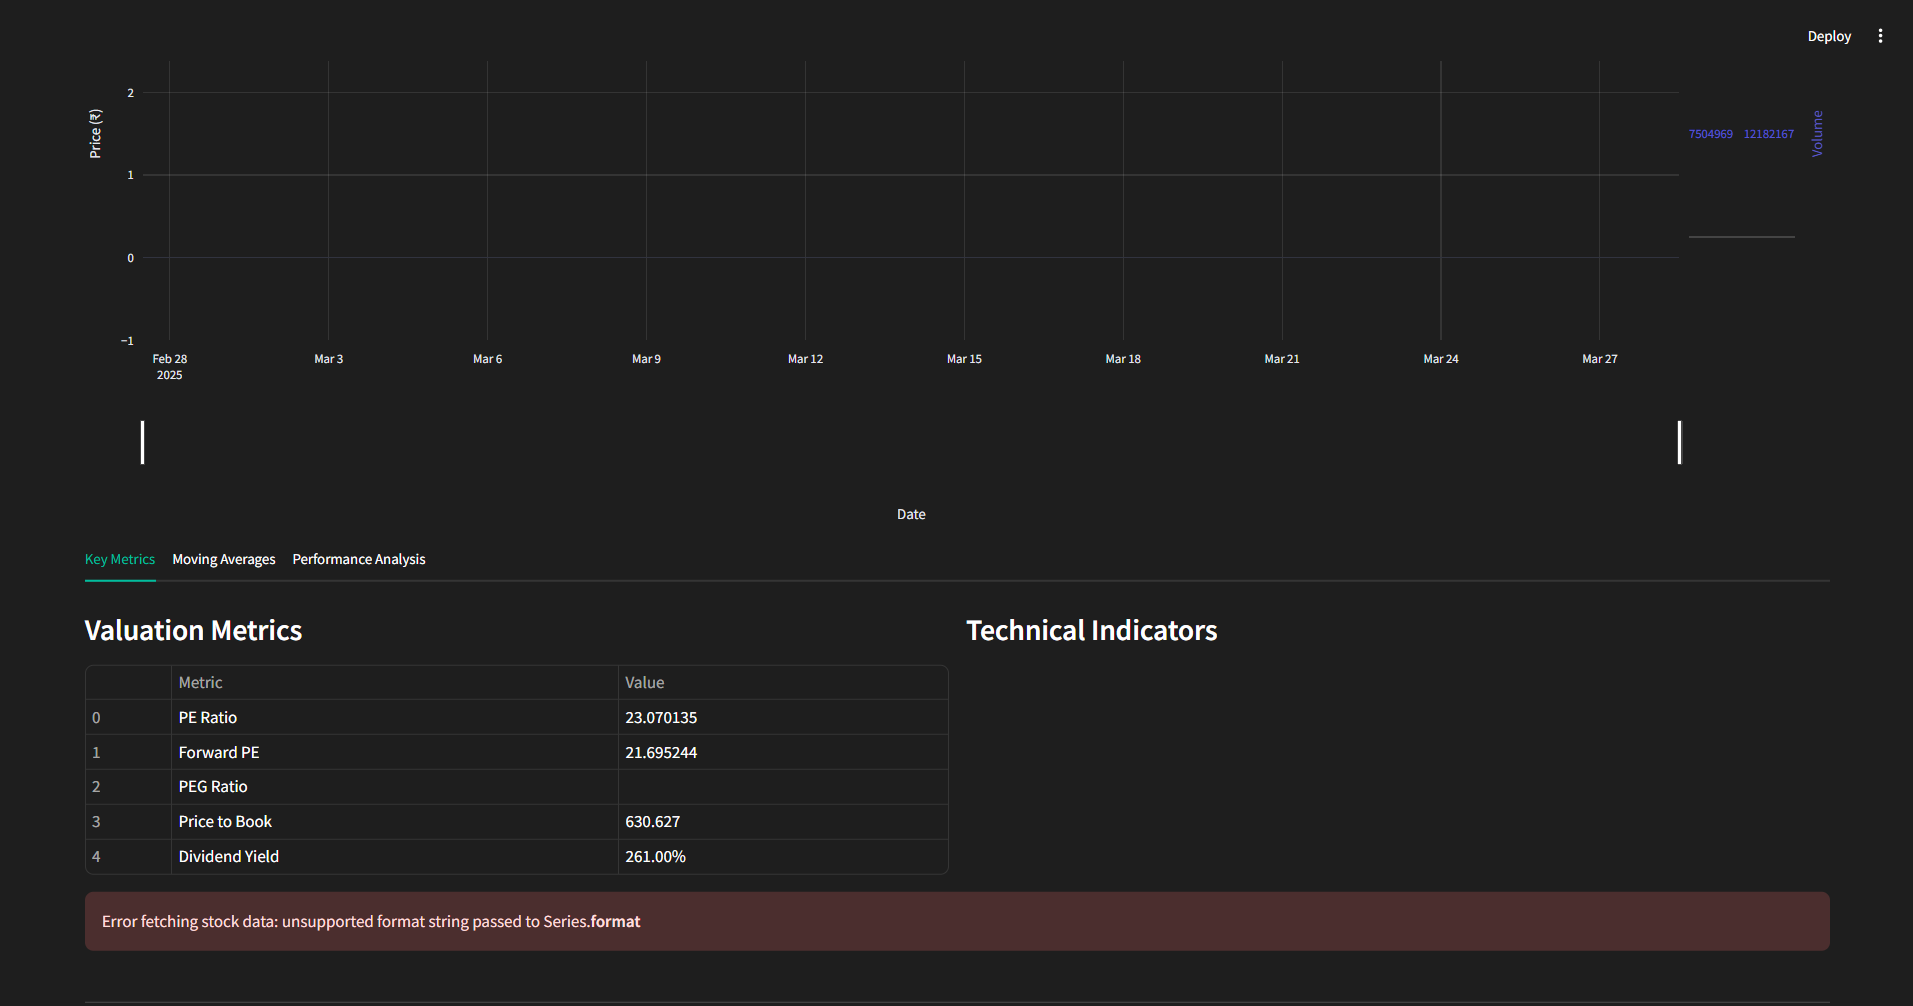 Deploy
Price (₹)
2
1
0
−1
7504969 12182167
Volume
Feb 28
2025
Mar 3
Mar 6
Mar 9
Mar 12
Mar 15
Mar 18
Mar 21
Mar 24
Mar 27
Date
Key Metrics Moving Averages Performance Analysis
Valuation Metrics
Metric Value
0 PE Ratio 23.070135
1 Forward PE 21.695244
2 PEG Ratio
3 Price to Book 630.627
4 Dividend Yield 261.00%
Technical Indicators
Error fetching stock data: unsupported format string passed to Series.format